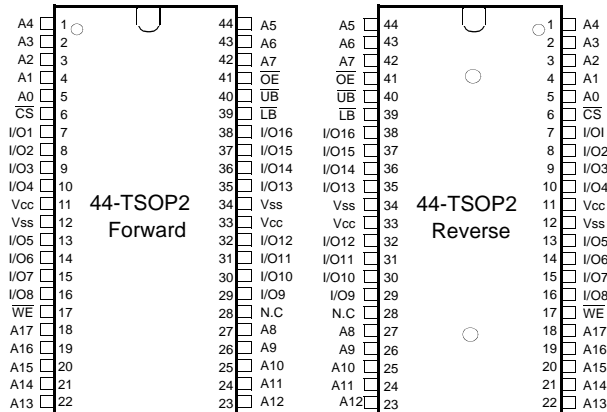 A4 1 44 A5 A5 44 1 A4
A3 2 43 A6 A6 43 2 A3
A2 3 42 A7 A7 42 3 A2
A1 4 41 OE OE 41 4 A1
A0 5 40 UB UB 40 5 A0
CS 6 39 LB LB 39 6 CS
I/O1 7 38 I/O16 I/O16 38 7 I/OI
I/O2 8 37 I/O15 I/O15 37 8 I/O2
I/O3 9 36 I/O14 I/O14 36 9 I/O3
I/O4 10 35 I/O13 I/O13 35 10 I/O4
Vcc 11 44-TSOP2 34 Vss Vss 34 44-TSOP2 11 Vcc
Vss 12 Forward 33 Vcc Vcc 33 Reverse 12 Vss
I/O5 13 32 I/O12 I/O12 32 13 I/O5
I/O6 14 31 I/O11 I/O11 31 14 I/O6
I/O7 15 30 I/O10 I/O10 30 15 I/O7
I/O8 16 29 I/O9 I/O9 29 16 I/O8
WE 17 28 N.C N.C 28 17 WE
A17 18 27 A8 A8 27 18 A17
A16 19 26 A9 A9 26 19 A16
A15 20 25 A10 A10 25 20 A15
A14 21 24 A11 A11 24 21 A14
A13 22 23 A12 A12 23 22 A13